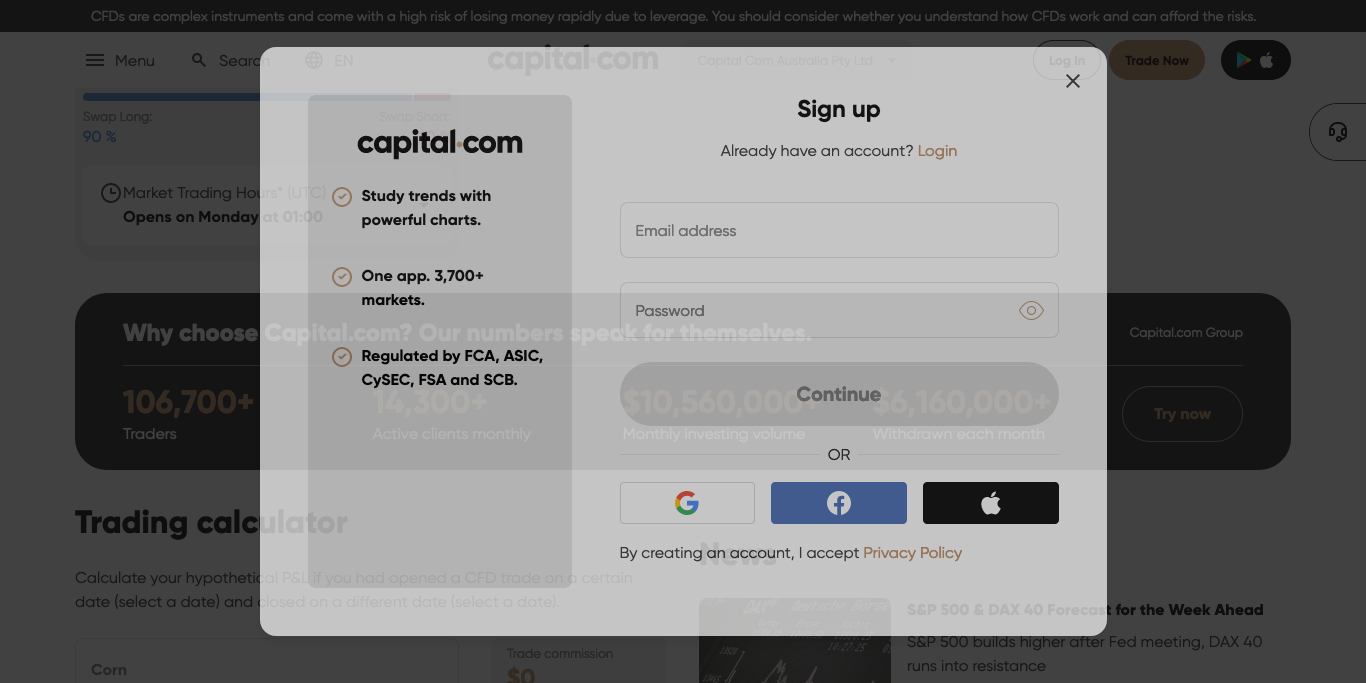 CFDs are complex instruments and come with a high risk of losing money rapidly due to leverage. You should consider whether you understand how CFDs work and can afford the risks.
Menu
Search
EN
capital.com
Capital Com Australia Pty Ltd
Log In
Trade Now
Swap Long:
90 %
Swap Short:
Market Trading Hours* (UTC)
Opens on Monday at 01:00
capital.com
Study trends with
powerful charts.
One app. 3,700+
markets.
Regulated by FCA, ASIC,
CySEC, FSA and SCB.
Sign up
Already have an account? Login
Email address
Password
Continue
OR
By creating an account, I accept Privacy Policy
Why choose Capital.com? Our numbers speak for themselves.
Capital.com Group
106,700+
Traders
14,300+
Active clients monthly
$10,560,000+
Monthly investing volume
$6,160,000+
Withdrawn each month
Try now
Trading calculator
Calculate your hypothetical P&L if you had opened a CFD trade on a certain
date (select a date) and closed on a different date (select a date).
Corn
Trade commission
$0
News
S&P 500 & DAX 40 Forecast for the Week Ahead
S&P 500 builds higher after Fed meeting, DAX 40
runs into resistance